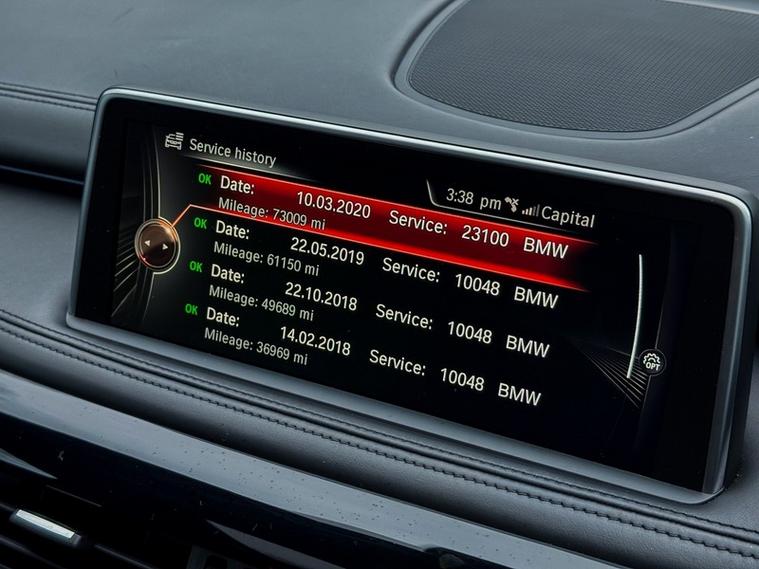 Service history
3:38 pm Capital
OK Date: 10.03.2020 Service: 23100 BMW
Mileage: 73009 mi
OK Date: 22.05.2019 Service: 10048 BMW
Mileage: 61150 mi
OK Date: 22.10.2018 Service: 10048 BMW
Mileage: 49689 mi
OK Date: 14.02.2018 Service: 10048 BMW
Mileage: 36969 mi
OPT